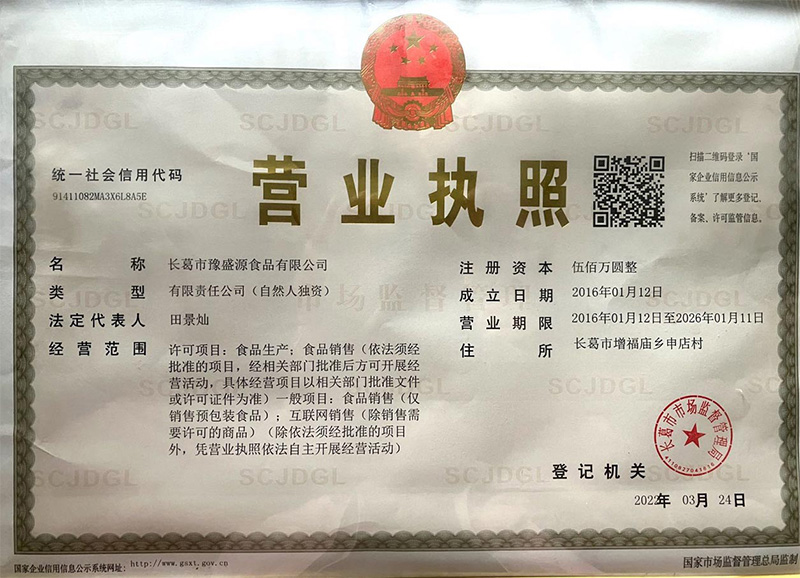 统一社会信用代码
91411082MA3X6L8A5E
营业执照
扫描二维码登录'国
家企业信用信息公示
系统'了解更多登记、
备案、许可监管信息。
名称 长葛市豫盛源食品有限公司
类型 有限责任公司（自然人独资）
法定代表人 田景灿
经营范围 许可项目：食品生产；食品销售（依法须经
批准的项目，经相关部门批准后方可开展经
营活动，具体经营项目以相关部门批准文件
或许可证件为准）一般项目：食品销售（仅
销售预包装食品）；互联网销售（除销售需
要许可的商品）（除依法须经批准的项目
外，凭营业执照依法自主开展经营活动）
注册资本 伍佰万圆整
成立日期 2016年01月12日
营业期限 2016年01月12日至2026年01月11日
住所 长葛市增福庙乡申店村
长葛市市场监督管理局
登记机关
2022年 03月 24日
国家企业信用信息公示系统网址：http://www.gsxt.gov.cn
国家市场监督管理总局监制
SCJDGL
市场监督管理